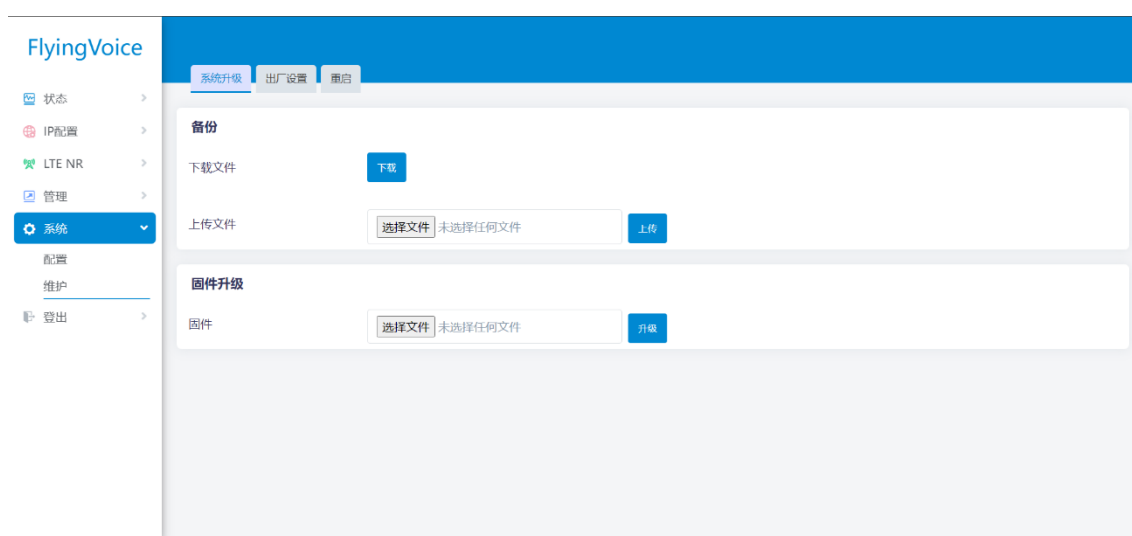 FlyingVoice
系统升级 出厂设置 重启
状态
IP配置
LTE NR
管理
系统
配置
维护
登出
备份
下载文件 下载
上传文件 选择文件 未选择任何文件 上传
固件升级
固件 选择文件 未选择任何文件 升级